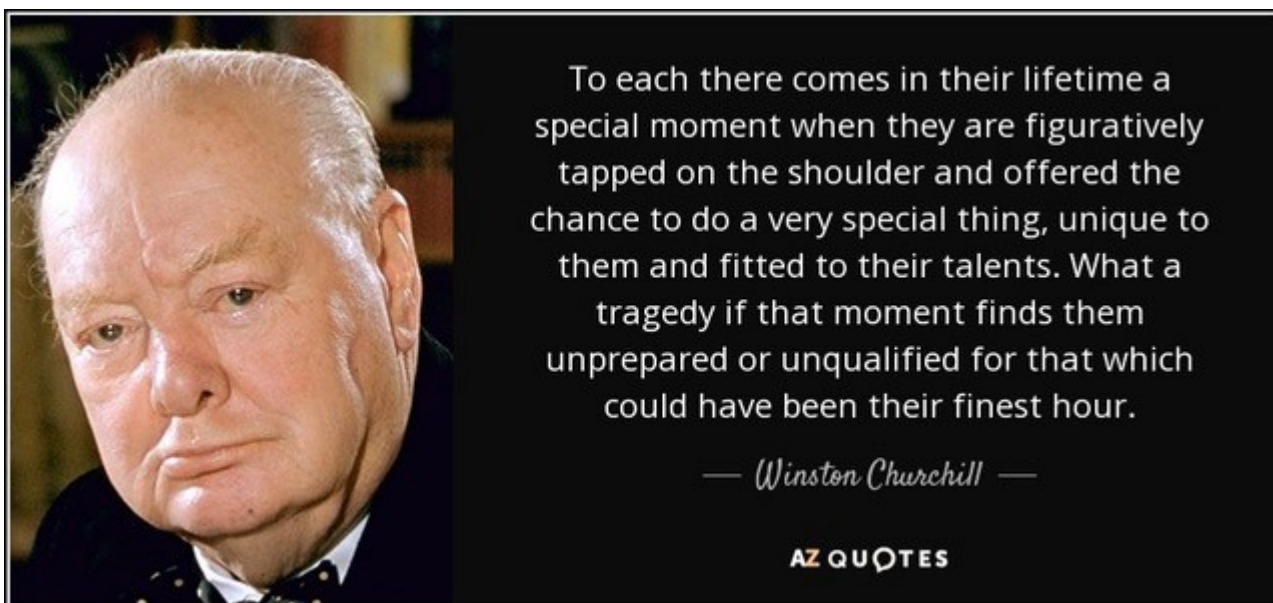 To each there comes in their lifetime a
special moment when they are figuratively
tapped on the shoulder and offered the
chance to do a very special thing, unique to
them and fitted to their talents. What a
tragedy if that moment finds them
unprepared or unqualified for that which
could have been their finest hour.
— Winston Churchill —
AZ QUOTES